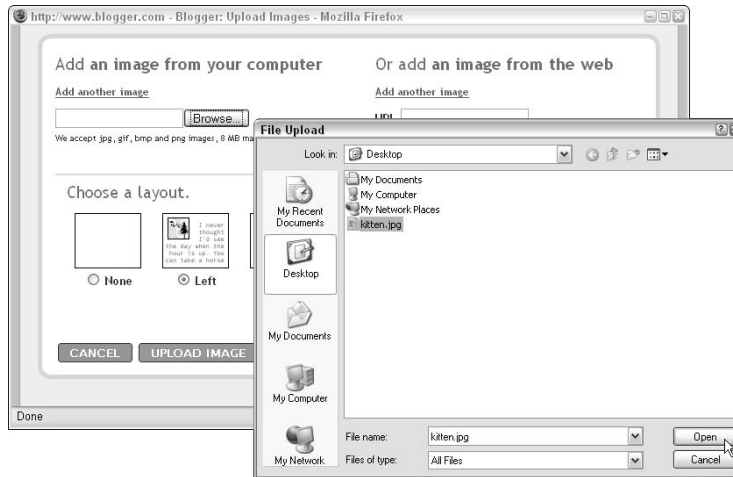 http://www.blogger.com - Blogger: Upload Images - Mozilla Firefox
Add an image from your computer
Or add an image from the web
Add another image
Add another image
Browse...
URL
We accept jpg, gif, bmp and png images, 8 MB ma
Choose a layout.
I never
thought
I'd see
the day when the
hour is up. You
can take a horse
None
Left
CANCEL
UPLOAD IMAGE
Done
File Upload
Look in:
Desktop
My Recent
Documents
Desktop
My Documents
My Computer
My Network
My Documents
My Computer
My Network Places
kitten.jpg
File name:
kitten.jpg
Open
Files of type:
All Files
Cancel